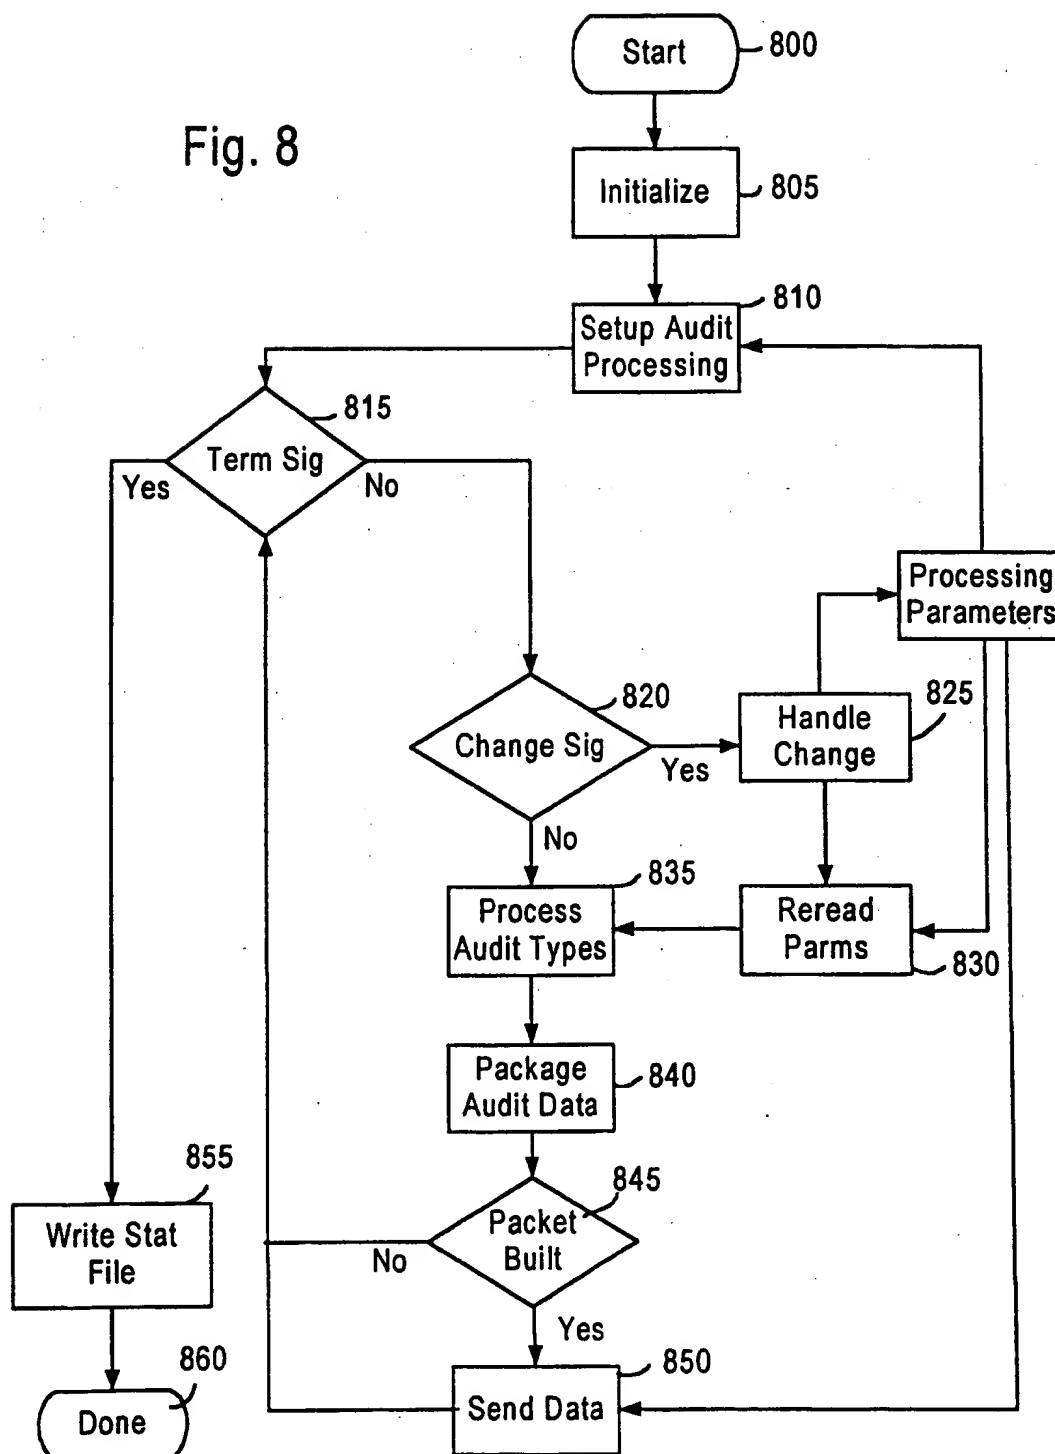 Fig. 8
Start
800
Initialize
805
810
Setup Audit
Processing
815
Term Sig
Yes
No
Processing
Parameters
820
Change Sig
Yes
No
825
Handle
Change
835
Process
Audit Types
Reread
Parms
830
Package
Audit Data
840
845
Packet
Built
No
Yes
855
Write Stat
File
850
Send Data
860
Done